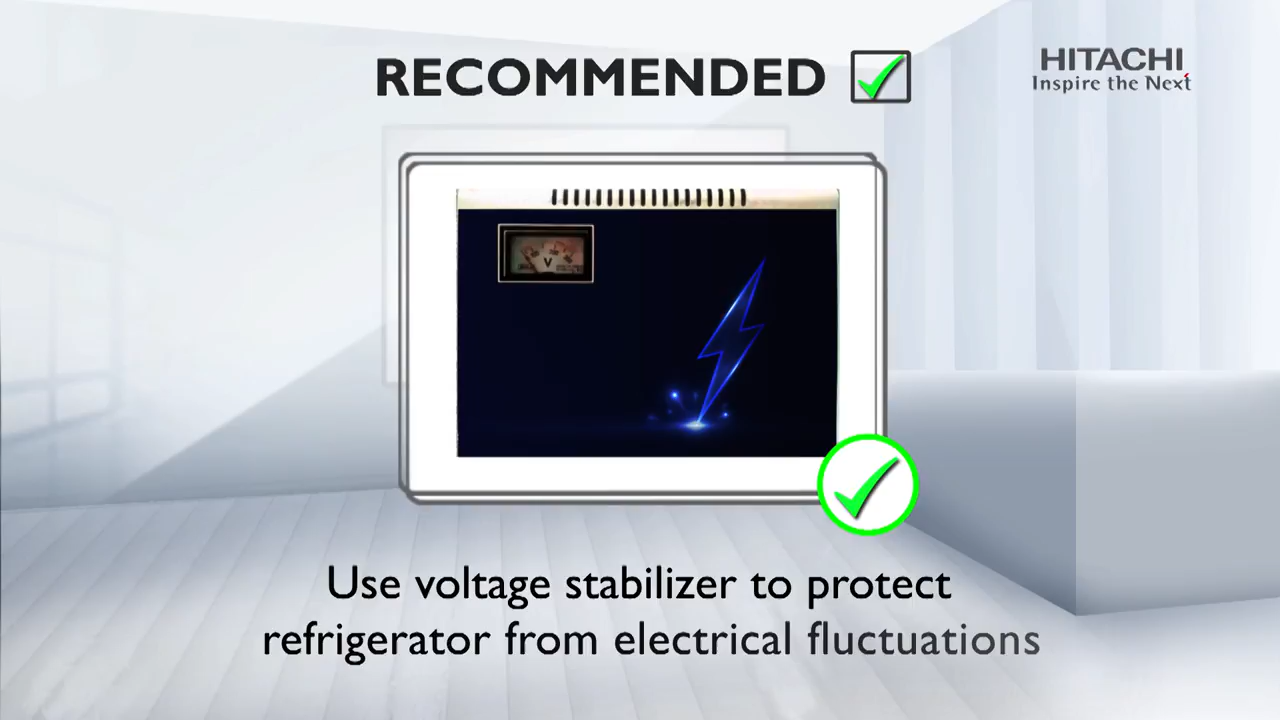 RECOMMENDED
HITACHI
Inspire the Next
V
Use voltage stabilizer to protect
refrigerator from electrical fluctuations